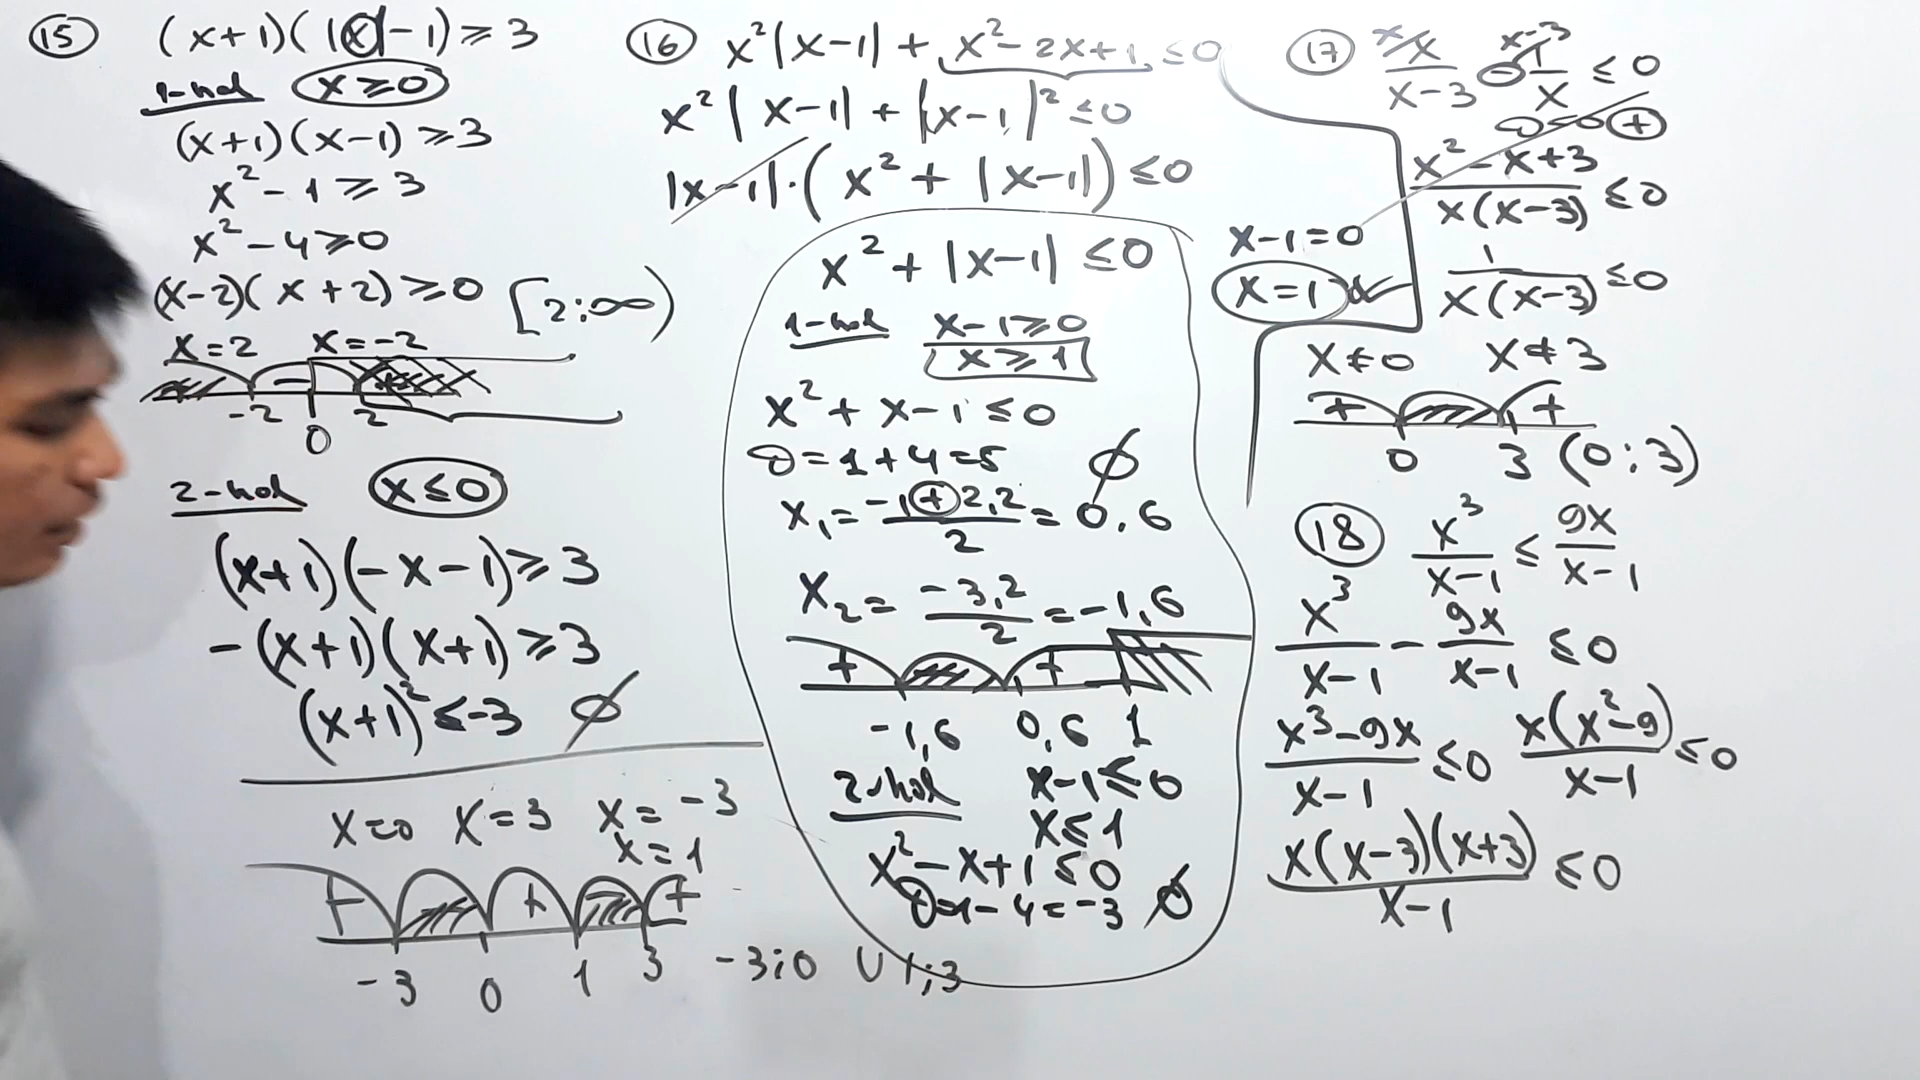 15 (x+1)(|x|-1)≥3
1-hol x≥0
(x+1)(x-1)≥3
x²-1≥3
x²-4≥0
(x-2)(x+2)≥0 [2;∞)
x=2 x=-2
- +
-2 0 2
2-hol x≤0
(x+1)(-x-1)≥3
-(x+1)(x+1)≥3
(x+1)²≤-3 ∅
16 x²|x-1|+x²-2x+1≤0
x²|x-1|+|x-1|²≤0
|x-1|·(x²+|x-1|)≤0
x-1=0
x=1
x²+|x-1|≤0
1-hol x-1≥0
x≥1
x²+x-1≤0
D=1+4=5 ∅
x₁=(-1+2,2)/2=0,6
x₂=(-3,2)/2=-1,6
+ +
-1,6 0,6 1
2-hol x-1≤0
x≤1
x²-x+1≤0
D=1-4=-3 ∅
17 x/(x-3) - 1/x ≤0
D<0 +
(x²-x+3)/(x(x-3)) ≤0
1/(x(x-3)) ≤0
x≠0 x≠3
+ +
0 3 (0;3)
18 x³/(x-1) ≤ 9x/(x-1)
x³/(x-1) - 9x/(x-1) ≤0
(x³-9x)/(x-1) ≤0 x(x²-9)/(x-1) ≤0
x(x-3)(x+3)/(x-1) ≤0
x=0 x=3 x=-3
x=1
+ + +
-3 0 1 3 -3;0 U 1;3